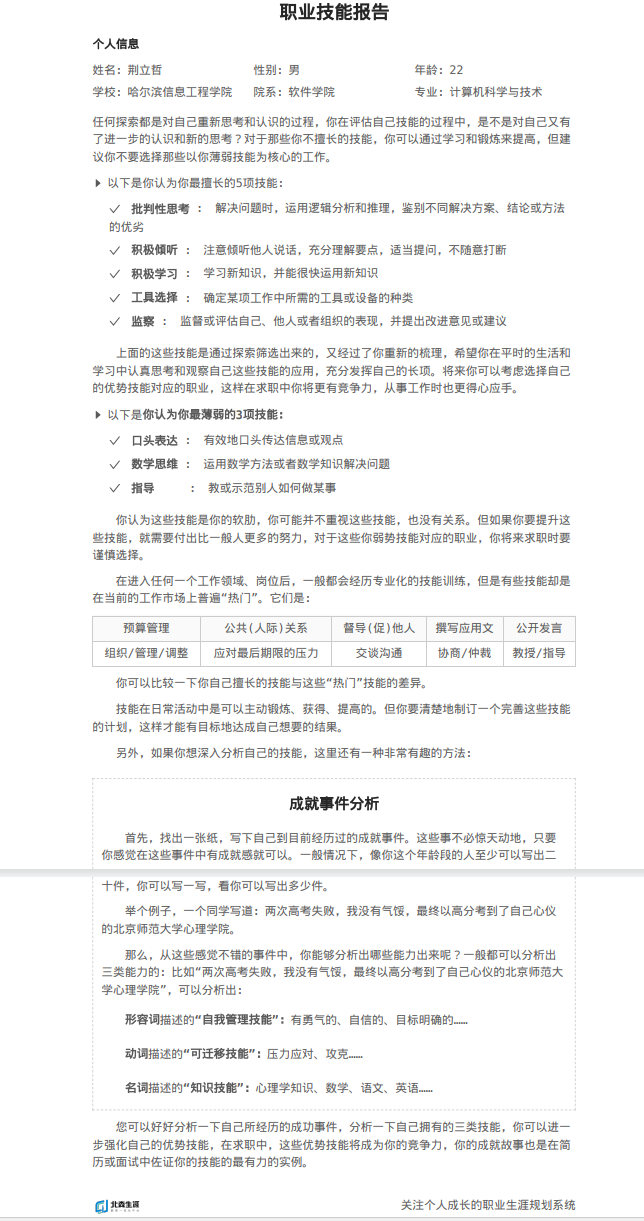 职业技能报告
个人信息
姓名：荆立哲 性别：男 年龄：22
学校：哈尔滨信息工程学院 院系：软件学院 专业：计算机科学与技术
任何探索都是对自己重新思考和认识的过程，你在评估自己技能的过程中，是不是对自己又有
了进一步的认识和新的思考？对于那些你不擅长的技能，你可以通过学习和锻炼来提高，但建
议你不要选择那些以你薄弱技能为核心的工作。
以下是你认为你最擅长的5项技能：
✓ 批判性思考 ： 解决问题时，运用逻辑分析和推理，鉴别不同解决方案、结论或方法
的优劣
✓ 积极倾听 ： 注意倾听他人说话，充分理解要点，适当提问，不随意打断
✓ 积极学习 ： 学习新知识，并能很快运用新知识
✓ 工具选择 ： 确定某项工作中所需的工具或设备的种类
✓ 监察 ： 监督或评估自己、他人或者组织的表现，并提出改进意见或建议
上面的这些技能是通过探索筛选出来的，又经过了你重新的梳理，希望你在平时的生活和
学习中认真思考和观察自己这些技能的应用，充分发挥自己的长项。将来你可以考虑选择自己
的优势技能对应的职业，这样在求职中你将更有竞争力，从事工作时也更得心应手。
以下是你认为你最薄弱的3项技能：
✓ 口头表达 ： 有效地口头传达信息或观点
✓ 数学思维 ： 运用数学方法或者数学知识解决问题
✓ 指导 ： 教或示范别人如何做某事
你认为这些技能是你的软肋，你可能并不重视这些技能，也没有关系。但如果你要提升这
些技能，就需要付出比一般人更多的努力，对于这些你弱势技能对应的职业，你将来求职时要
谨慎选择。
在进入任何一个工作领域、岗位后，一般都会经历专业化的技能训练，但是有些技能却是
在当前的工作市场上普遍“热门”。它们是：
预算管理 公共(人际)关系 督导(促)他人 撰写应用文 公开发言
组织/管理/调整 应对最后期限的压力 交谈沟通 协商/仲裁 教授/指导
你可以比较一下你自己擅长的技能与这些“热门”技能的差异。
技能在日常活动中是可以主动锻炼、获得、提高的。但你要清楚地制订一个完善这些技能
的计划，这样才能有目标地达成自己想要的结果。
另外，如果你想深入分析自己的技能，这里还有一种非常有趣的方法：
成就事件分析
首先，找出一张纸，写下自己到目前经历过的成就事件。这些事不必惊天动地，只要
你感觉在这些事件中有成就感就可以。一般情况下，像你这个年龄段的人至少可以写出二
十件，你可以写一写，看你可以写出多少件。
举个例子，一个同学写道：两次高考失败，我没有气馁，最终以高分考到了自己心仪
的北京师范大学心理学院。
那么，从这些感觉不错的事件中，你能够分析出哪些能力出来呢？一般都可以分析出
三类能力的：比如“两次高考失败，我没有气馁，最终以高分考到了自己心仪的北京师范大
学心理学院”，可以分析出：
形容词描述的“自我管理技能”：有勇气的、自信的、目标明确的……
动词描述的“可迁移技能”：压力应对、攻克……
名词描述的“知识技能”：心理学知识、数学、语文、英语……
您可以好好分析一下自己所经历的成功事件，分析一下自己拥有的三类技能，你可以进一
步强化自己的优势技能，在求职中，这些优势技能将成为你的竞争力，你的成就故事也是在简
历或面试中佐证你的技能的最有力的实例。
北森生涯 关注个人成长的职业生涯规划系统